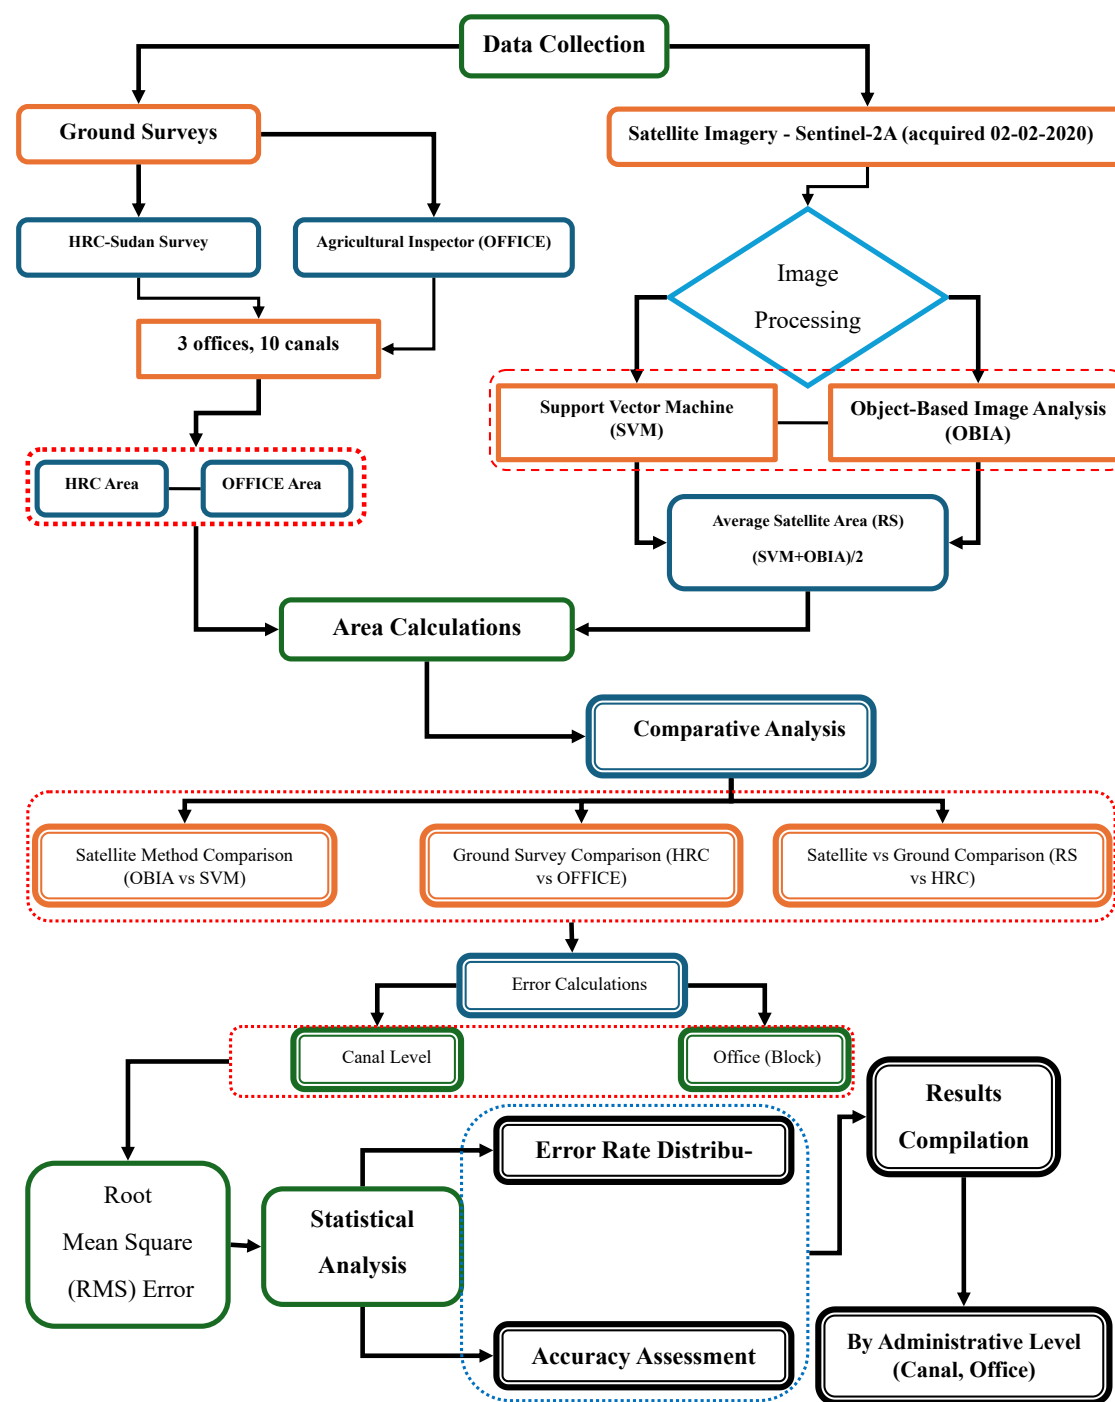 Data Collection
Ground Surveys
Satellite Imagery - Sentinel-2A (acquired 02-02-2020)
HRC-Sudan Survey
Agricultural Inspector (OFFICE)
Image
Processing
3 offices, 10 canals
Support Vector Machine
(SVM)
Object-Based Image Analysis
(OBIA)
HRC Area
OFFICE Area
Average Satellite Area (RS)
(SVM+OBIA)/2
Area Calculations
Comparative Analysis
Satellite Method Comparison
(OBIA vs SVM)
Ground Survey Comparison (HRC
vs OFFICE)
Satellite vs Ground Comparison (RS
vs HRC)
Error Calculations
Canal Level
Office (Block)
Results
Compilation
Error Rate Distribu-
Root
Mean Square
(RMS) Error
Statistical
Analysis
Accuracy Assessment
By Administrative Level
(Canal, Office)